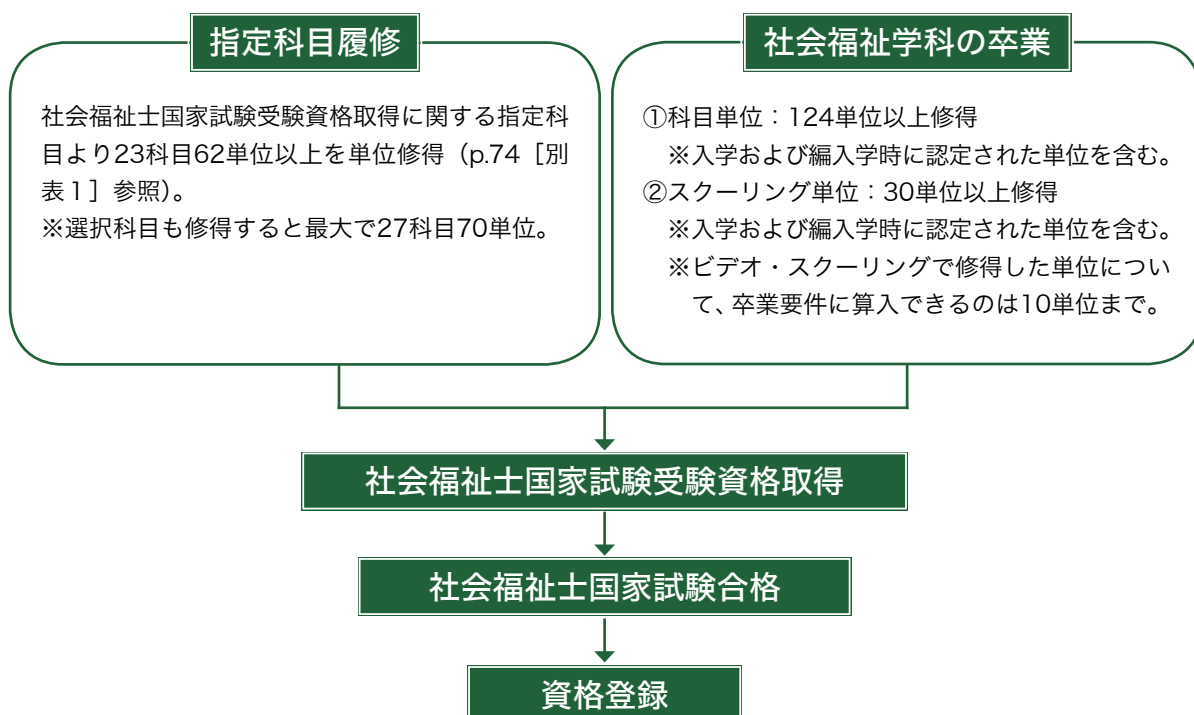 指定科目履修
社会福祉士国家試験受験資格取得に関する指定科
目より23科目62単位以上を単位修得（p.74［別
表１］参照）。
※選択科目も修得すると最大で27科目70単位。
社会福祉学科の卒業
①科目単位：124単位以上修得
※入学および編入学時に認定された単位を含む。
②スクーリング単位：30単位以上修得
※入学および編入学時に認定された単位を含む。
※ビデオ・スクーリングで修得した単位につい
て、卒業要件に算入できるのは10単位まで。
社会福祉士国家試験受験資格取得
社会福祉士国家試験合格
資格登録